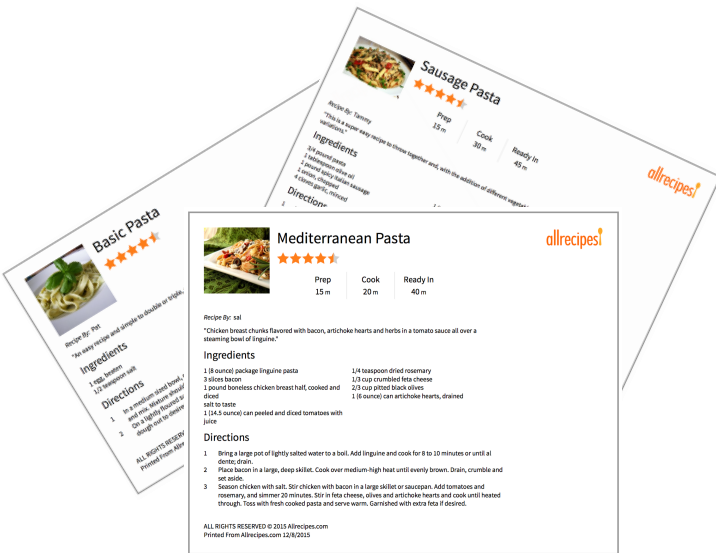 Sausage Pasta
Prep
15 m
Cook
30 m
Ready In
45 m
allrecipes
Recipe By: Tammy
"This is a super easy recipe to throw together and, with the addition of different
variations."
Ingredients
3/4 pound pasta
1 tablespoon olive oil
1 pound spicy Italian sausage
1 onion, chopped
4 cloves garlic, minced
Directions
1
Basic Pasta
Recipe By: Pat
"An easy recipe and simple to double or triple,
Ingredients
1 egg, beaten
1/2 teaspoon salt
Directions
1 In a medium sized bowl,
and mix. Mixture
2 On a lightly floured
dough out to
ALL RIGHTS
Printed From
Mediterranean Pasta
allrecipes
Prep
15 m
Cook
20 m
Ready In
40 m
Recipe By: sal
"Chicken breast chunks flavored with bacon, artichoke hearts and herbs in a tomato sauce all over a
steaming bowl of linguine."
Ingredients
1 (8 ounce) package linguine pasta
3 slices bacon
1 pound boneless chicken breast half, cooked and
diced
salt to taste
1 (14.5 ounce) can peeled and diced tomatoes with
juice
1/4 teaspoon dried rosemary
1/3 cup crumbled feta cheese
2/3 cup pitted black olives
1 (6 ounce) can artichoke hearts, drained
Directions
1 Bring a large pot of lightly salted water to a boil. Add linguine and cook for 8 to 10 minutes or until al
dente; drain.
2 Place bacon in a large, deep skillet. Cook over medium-high heat until evenly brown. Drain, crumble and
set aside.
3 Season chicken with salt. Stir chicken with bacon in a large skillet or saucepan. Add tomatoes and
rosemary, and simmer 20 minutes. Stir in feta cheese, olives and artichoke hearts and cook until heated
through. Toss with fresh cooked pasta and serve warm. Garnished with extra feta if desired.
ALL RIGHTS RESERVED © 2015 Allrecipes.com
Printed From Allrecipes.com 12/8/2015